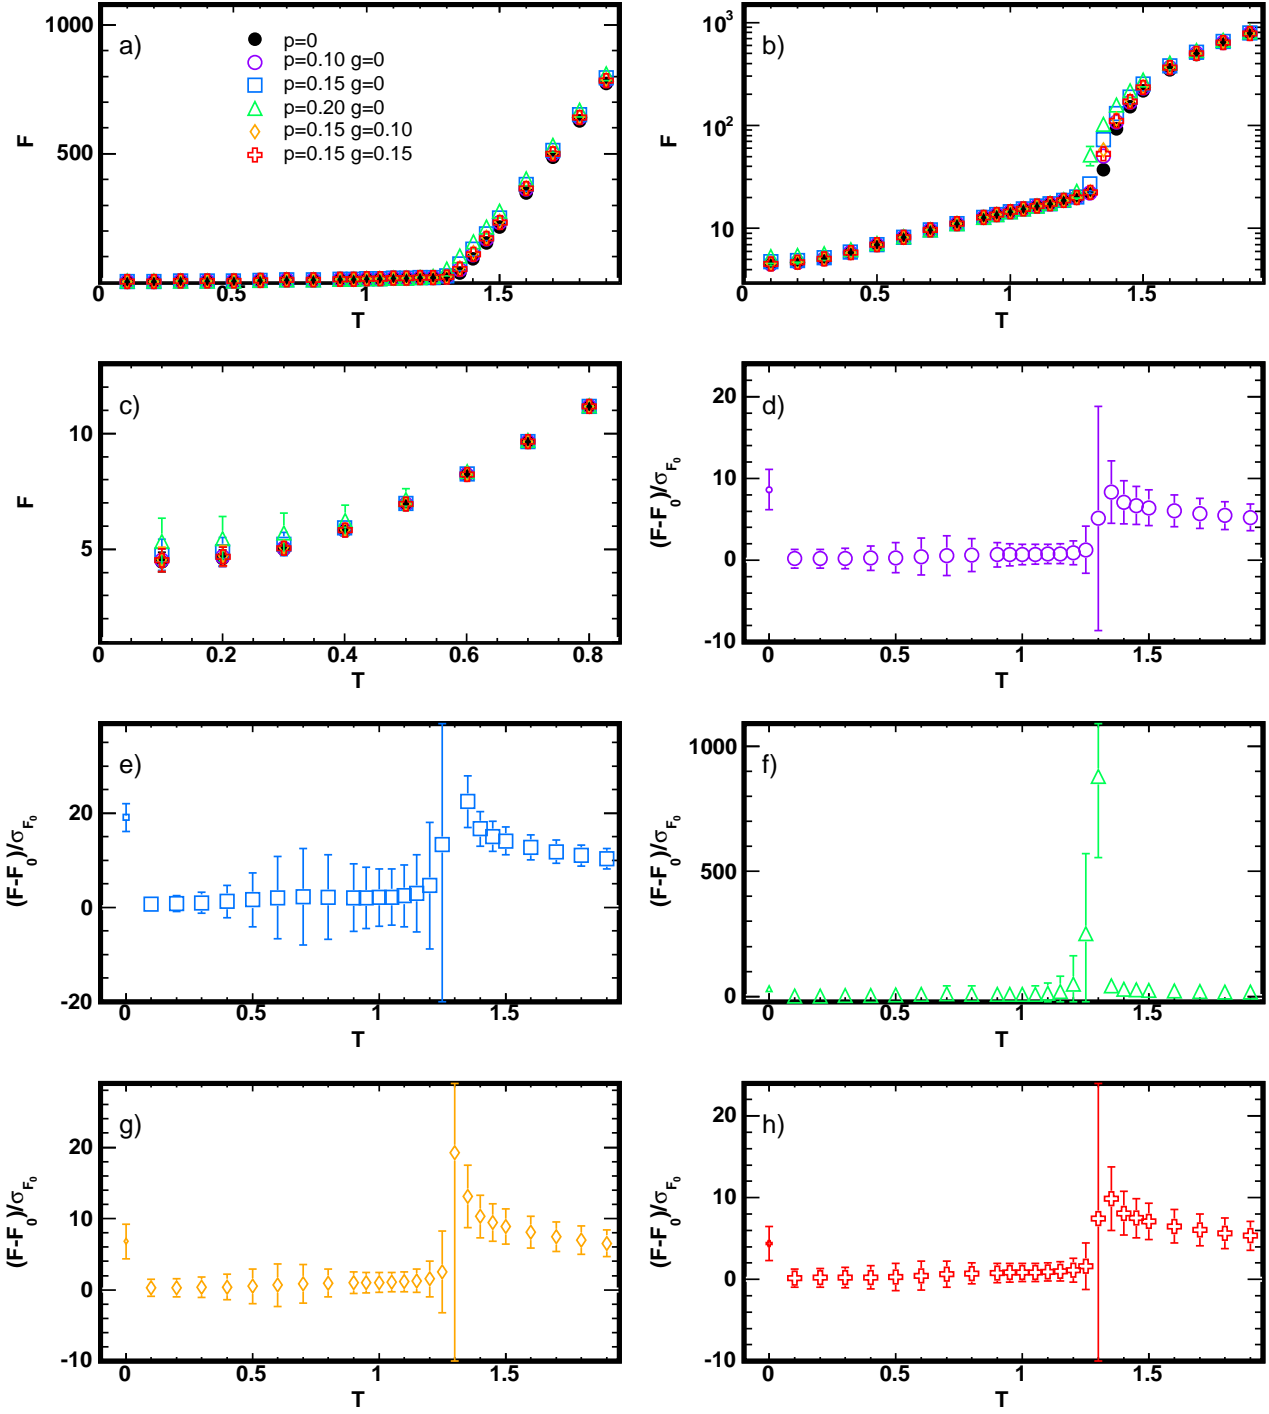 a)
p=0
p=0.10 g=0
p=0.15 g=0
p=0.20 g=0
p=0.15 g=0.10
p=0.15 g=0.15
1000
500
F
0 0.5 1 1.5
T
b)
10³
10²
10
F
0 0.5 1 1.5
T
c)
10
5
F
0 0.2 0.4 0.6 0.8
T
d)
20
10
0
-10
(F-F₀)/σ_F₀
0 0.5 1 1.5
T
e)
20
0
-20
(F-F₀)/σ_F₀
0 0.5 1 1.5
T
f)
1000
500
0
(F-F₀)/σ_F₀
0 0.5 1 1.5
T
g)
20
10
0
-10
(F-F₀)/σ_F₀
0 0.5 1 1.5
T
h)
20
10
0
-10
(F-F₀)/σ_F₀
0 0.5 1 1.5
T